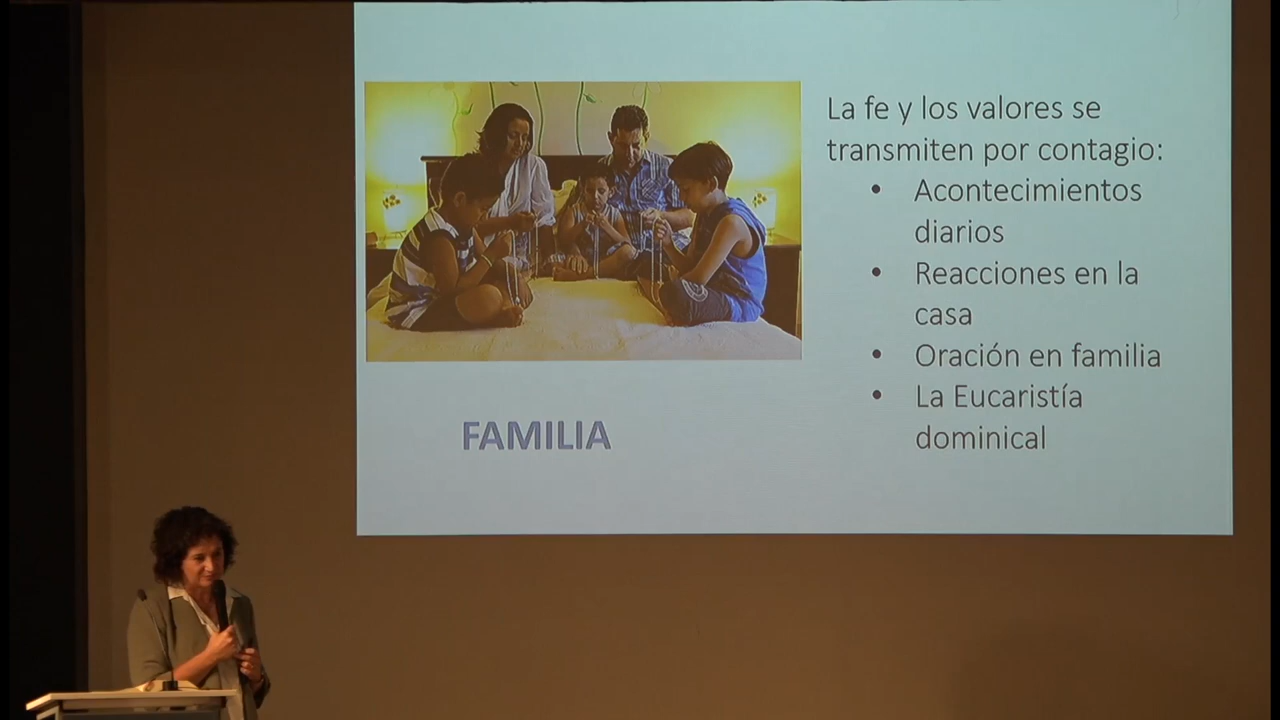 La fe y los valores se
transmiten por contagio:
• Acontecimientos
diarios
• Reacciones en la
casa
• Oración en familia
• La Eucaristía
dominical
FAMILIA